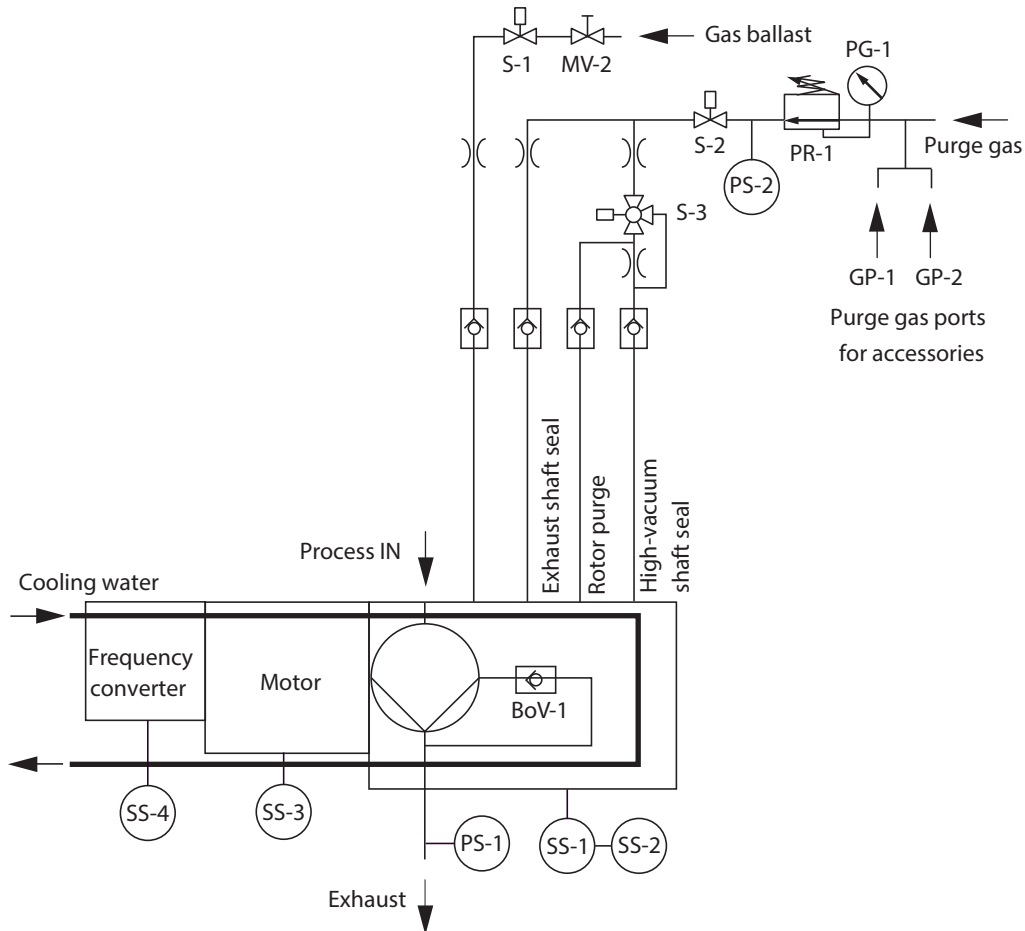 Gas ballast
PG-1
S-1
MV-2
S-2
PR-1
Purge gas
PS-2
S-3
GP-1
GP-2
Purge gas ports
for accessories
Exhaust shaft seal
Rotor purge
High-vacuum
shaft seal
Process IN
Cooling water
Frequency
converter
Motor
BoV-1
SS-4
SS-3
PS-1
SS-1
SS-2
Exhaust